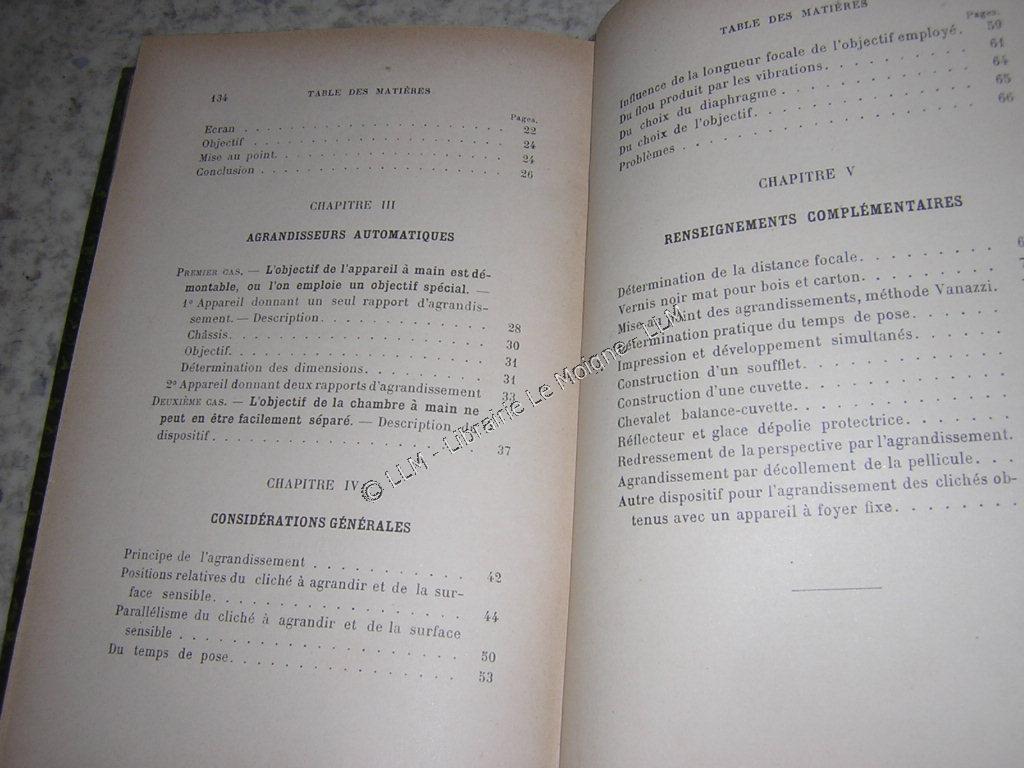 134 TABLE DES MATIÈRES
Pages.
Ecran . . . . . . . . . . . . . . . . . . 22
Objectif . . . . . . . . . . . . . . . . . 24
Mise au point. . . . . . . . . . . . . . . 24
Conclusion . . . . . . . . . . . . . . . . 26
CHAPITRE III
AGRANDISSEURS AUTOMATIQUES
PREMIER CAS. — L'objectif de l'appareil à main est dé-
montable, ou l'on emploie un objectif spécial. —
1º Appareil donnant un seul rapport d'agrandis-
sement. — Description. . . . . . . . . . . 28
Châssis. . . . . . . . . . . . . . . . . . 30
Objectif. . . . . . . . . . . . . . . . . . 31
Détermination des dimensions. . . . . . . . 31
2º Appareil donnant deux rapports d'agrandissement 33
DEUXIÈME CAS. — L'objectif de la chambre à main ne
peut en être facilement séparé. — Description du
dispositif . . . . . . . . . . . . . . . . 37
CHAPITRE IV
CONSIDÉRATIONS GÉNÉRALES
Principe de l'agrandissement . . . . . . . . 42
Positions relatives du cliché à agrandir et de la sur-
face sensible. . . . . . . . . . . . . . . 44
Parallélisme du cliché à agrandir et de la surface
sensible . . . . . . . . . . . . . . . . . 50
Du temps de pose. . . . . . . . . . . . . . 53
TABLE DES MATIÈRES
Pages.
Influence de la longueur focale de l'objectif employé. 59
Du flou produit par les vibrations . . . . . . 61
Du choix du diaphragme . . . . . . . . . . 64
Du choix de l'objectif. . . . . . . . . . . . 65
Problèmes . . . . . . . . . . . . . . . . . 66
CHAPITRE V
RENSEIGNEMENTS COMPLÉMENTAIRES
Détermination de la distance focale. . . . . . .
Vernis noir mat pour bois et carton. . . . . . .
Mise au point des agrandissements, méthode Vanazzi.
Détermination pratique du temps de pose. . . . .
Impression et développement simultanés. . . . .
Construction d'un soufflet. . . . . . . . . . .
Construction d'une cuvette. . . . . . . . . . .
Chevalet balance-cuvette. . . . . . . . . . . .
Réflecteur et glace dépolie protectrice. . . . . .
Redressement de la perspective par l'agrandissement.
Agrandissement par décollement de la pellicule. . .
Autre dispositif pour l'agrandissement des clichés ob-
tenus avec un appareil à foyer fixe. . . . . . .
© LLM - Librairie Le Moigne - LLM